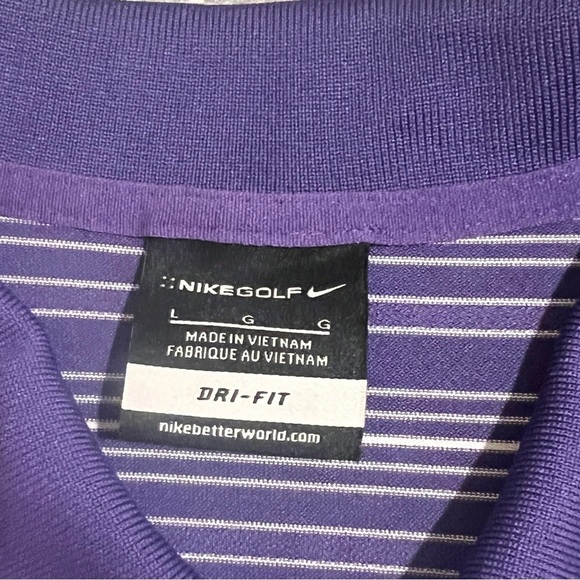 NIKEGOLF
L G G
MADE IN VIETNAM
FABRIQUE AU VIETNAM
DRI-FIT
nikebetterworld.com